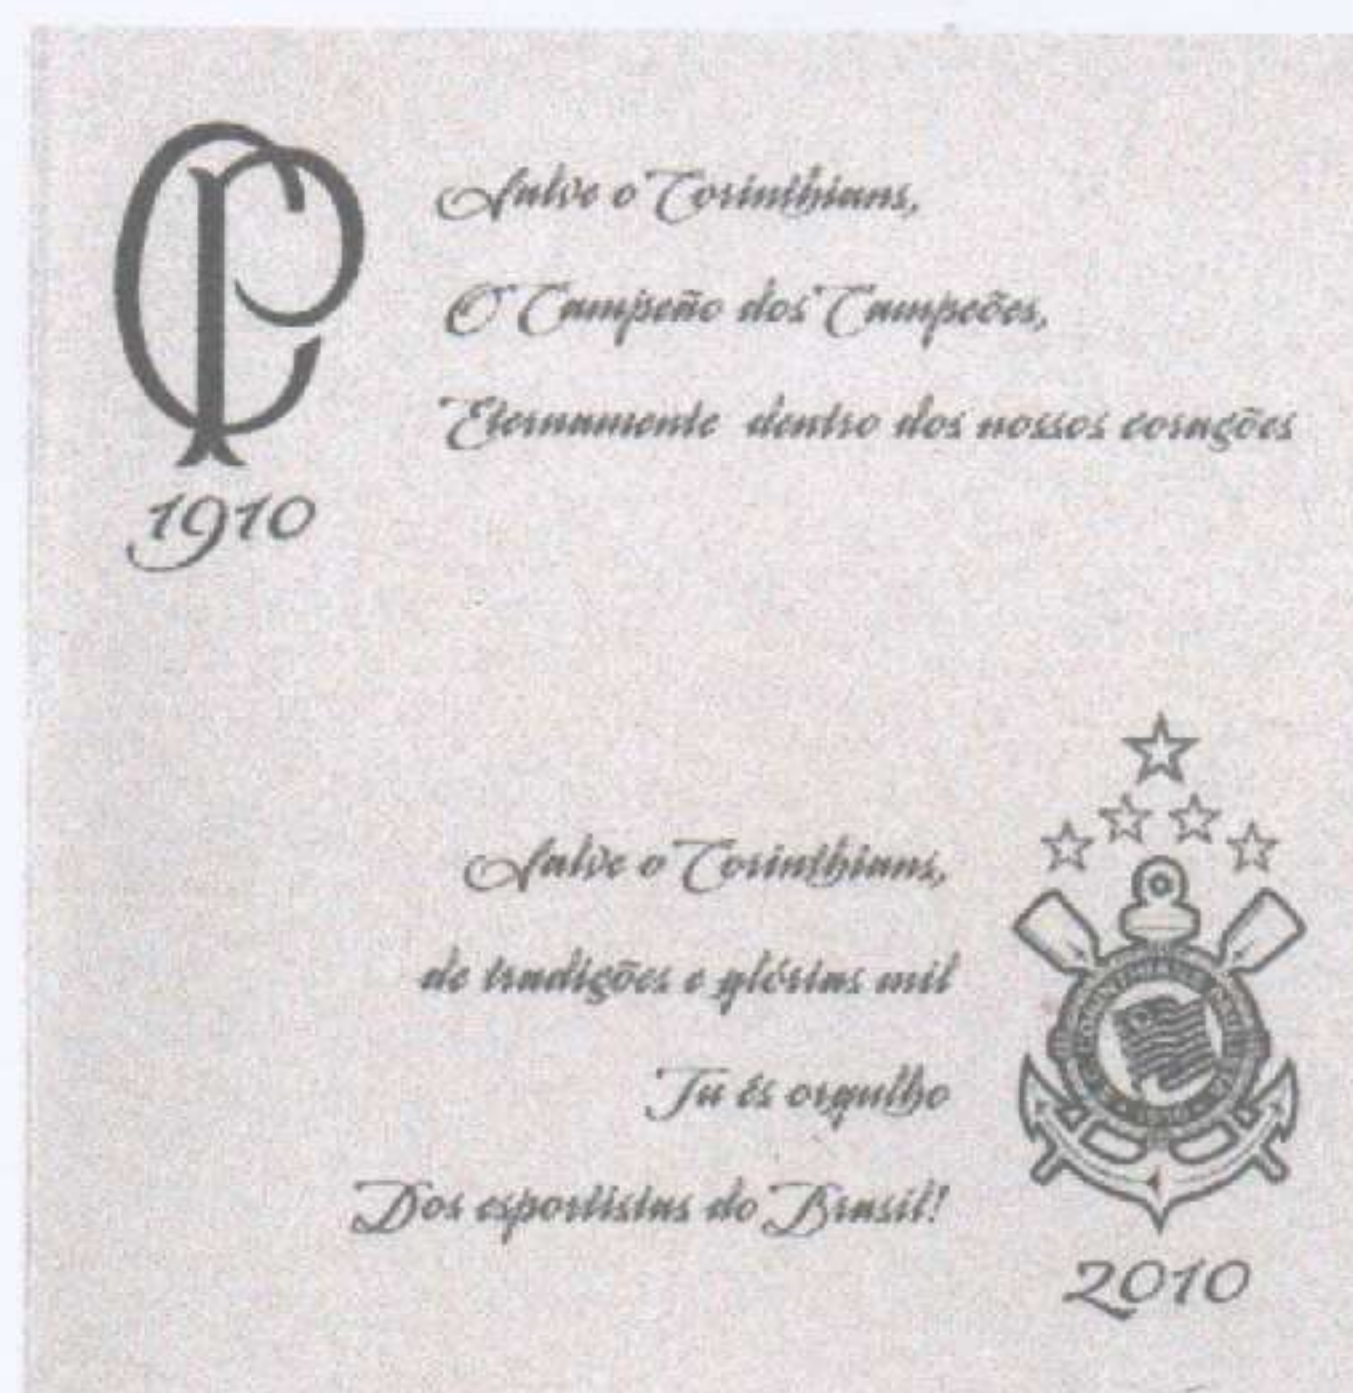 CP
1910
Salve o Corinthians,
O Campeão dos Campeões,
Eternamente dentro dos nossos corações
Salve o Corinthians,
de tradições e glórias mil
Tu és orgulho
Dos esportistas do Brasil!
2010